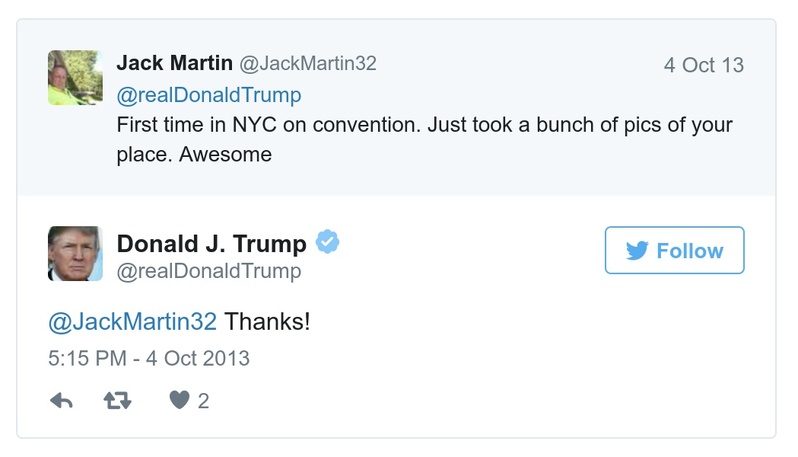 Jack Martin @JackMartin32 4 Oct 13
@realDonaldTrump
First time in NYC on convention. Just took a bunch of pics of your
place. Awesome
Donald J. Trump
@realDonaldTrump
Follow
@JackMartin32 Thanks!
5:15 PM - 4 Oct 2013
2